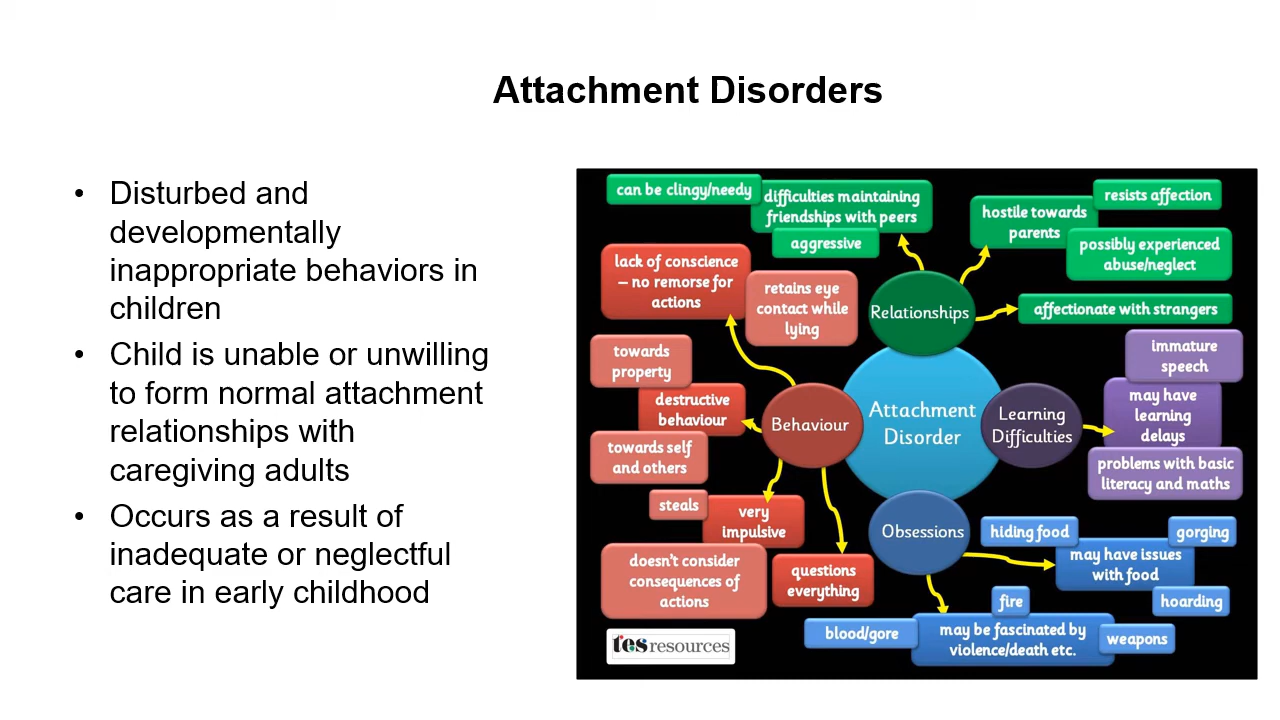 Attachment Disorders
• Disturbed and
developmentally
inappropriate behaviors in
children
• Child is unable or unwilling
to form normal attachment
relationships with
caregiving adults
• Occurs as a result of
inadequate or neglectful
care in early childhood
can be clingy/needy
difficulties maintaining
friendships with peers
aggressive
hostile towards
parents
resists affection
possibly experienced
abuse/neglect
affectionate with strangers
Relationships
lack of conscience
– no remorse for
actions
retains eye
contact while
lying
towards
property
destructive
behaviour
towards self
and others
Behaviour
Attachment
Disorder
Learning
Difficulties
immature
speech
may have
learning
delays
problems with basic
literacy and maths
steals
very
impulsive
doesn't consider
consequences of
actions
questions
everything
Obsessions
hiding food
gorging
may have issues
with food
hoarding
fire
blood/gore
may be fascinated by
violence/death etc.
weapons
tes resources